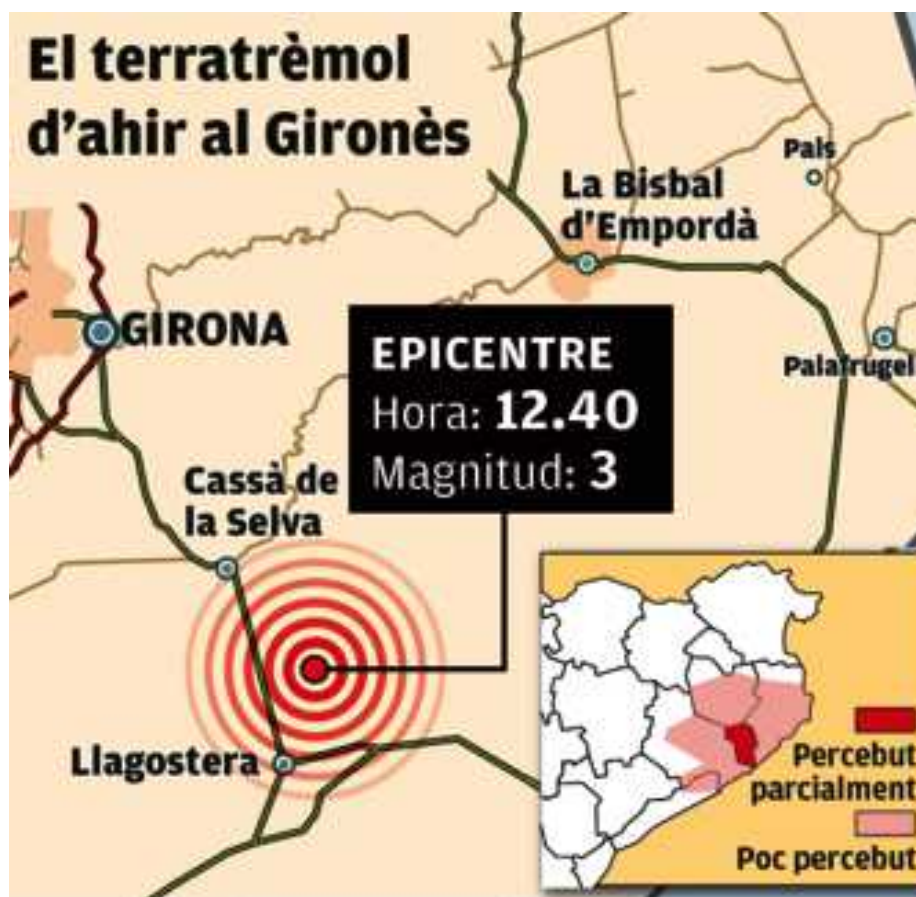 El terratrèmol
d'ahir al Gironès
Pals
La Bisbal
d'Empordà
GIRONA
EPICENTRE
Hora: 12.40
Magnitud: 3
Palafrugel
Cassà de
la Selva
Llagostera
Percebut
parcialment
Poc percebut